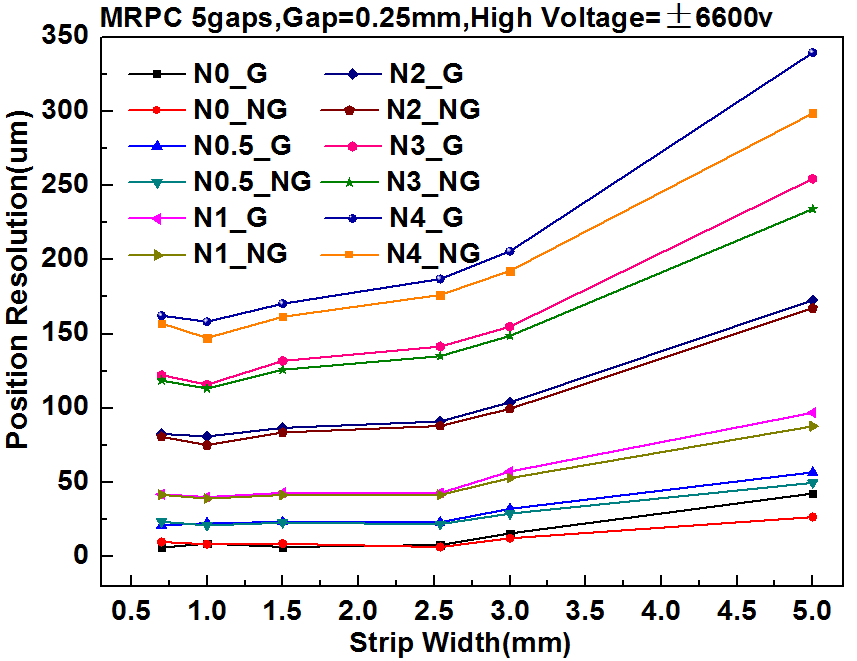 MRPC 5gaps,Gap=0.25mm,High Voltage=±6600v
350
300
250
200
150
100
50
0
Position Resolution(um)
N0_G
N0_NG
N0.5_G
N0.5_NG
N1_G
N1_NG
N2_G
N2_NG
N3_G
N3_NG
N4_G
N4_NG
0.5 1.0 1.5 2.0 2.5 3.0 3.5 4.0 4.5 5.0
Strip Width(mm)